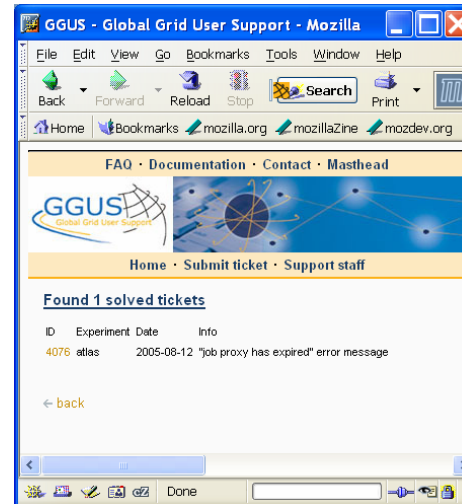 GGUS - Global Grid User Support - Mozilla
File Edit View Go Bookmarks Tools Window Help
Back Forward Reload Stop Search Print
Home Bookmarks mozilla.org mozillaZine mozdev.org
FAQ · Documentation · Contact · Masthead
GGUS
Global Grid User Support
Home · Submit ticket · Support staff
Found 1 solved tickets
ID Experiment Date Info
4076 atlas 2005-08-12 "job proxy has expired" error message
← back
Done